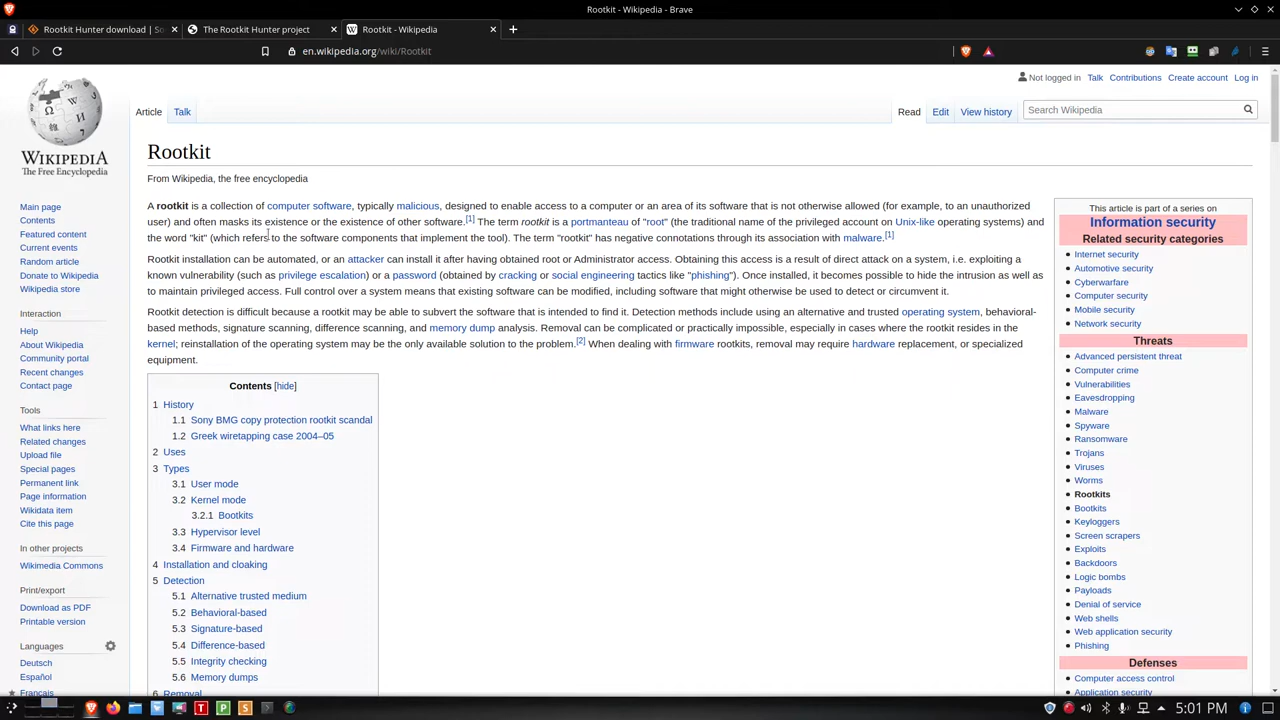 Rootkit - Wikipedia - Brave
Rootkit Hunter download | So
The Rootkit Hunter project
Rootkit - Wikipedia
en.wikipedia.org/wiki/Rootkit
Not logged in Talk Contributions Create account Log in
WIKIPEDIA
The Free Encyclopedia
Article Talk
Read Edit View history
Search Wikipedia
Rootkit
From Wikipedia, the free encyclopedia
A rootkit is a collection of computer software, typically malicious, designed to enable access to a computer or an area of its software that is not otherwise allowed (for example, to an unauthorized
user) and often masks its existence or the existence of other software.[1] The term rootkit is a portmanteau of "root" (the traditional name of the privileged account on Unix-like operating systems) and
the word "kit" (which refers to the software components that implement the tool). The term "rootkit" has negative connotations through its association with malware.[1]
Rootkit installation can be automated, or an attacker can install it after having obtained root or Administrator access. Obtaining this access is a result of direct attack on a system, i.e. exploiting a
known vulnerability (such as privilege escalation) or a password (obtained by cracking or social engineering tactics like "phishing"). Once installed, it becomes possible to hide the intrusion as well as
to maintain privileged access. Full control over a system means that existing software can be modified, including software that might otherwise be used to detect or circumvent it.
Rootkit detection is difficult because a rootkit may be able to subvert the software that is intended to find it. Detection methods include using an alternative and trusted operating system, behavioral-
based methods, signature scanning, difference scanning, and memory dump analysis. Removal can be complicated or practically impossible, especially in cases where the rootkit resides in the
kernel; reinstallation of the operating system may be the only available solution to the problem.[2] When dealing with firmware rootkits, removal may require hardware replacement, or specialized
equipment.
Contents [hide]
1 History
1.1 Sony BMG copy protection rootkit scandal
1.2 Greek wiretapping case 2004–05
2 Uses
3 Types
3.1 User mode
3.2 Kernel mode
3.2.1 Bootkits
3.3 Hypervisor level
3.4 Firmware and hardware
4 Installation and cloaking
5 Detection
5.1 Alternative trusted medium
5.2 Behavioral-based
5.3 Signature-based
5.4 Difference-based
5.5 Integrity checking
5.6 Memory dumps
6 Removal
Main page
Contents
Featured content
Current events
Random article
Donate to Wikipedia
Wikipedia store
Interaction
Help
About Wikipedia
Community portal
Recent changes
Contact page
Tools
What links here
Related changes
Upload file
Special pages
Permanent link
Page information
Wikidata item
Cite this page
In other projects
Wikimedia Commons
Print/export
Download as PDF
Printable version
Languages
Deutsch
Español
Français
This article is part of a series on
Information security
Related security categories
Internet security
Automotive security
Cyberwarfare
Computer security
Mobile security
Network security
Threats
Advanced persistent threat
Computer crime
Vulnerabilities
Eavesdropping
Malware
Spyware
Ransomware
Trojans
Viruses
Worms
Rootkits
Bootkits
Keyloggers
Screen scrapers
Exploits
Backdoors
Logic bombs
Payloads
Denial of service
Web shells
Web application security
Phishing
Defenses
Computer access control
Application security
T P S
5:01 PM